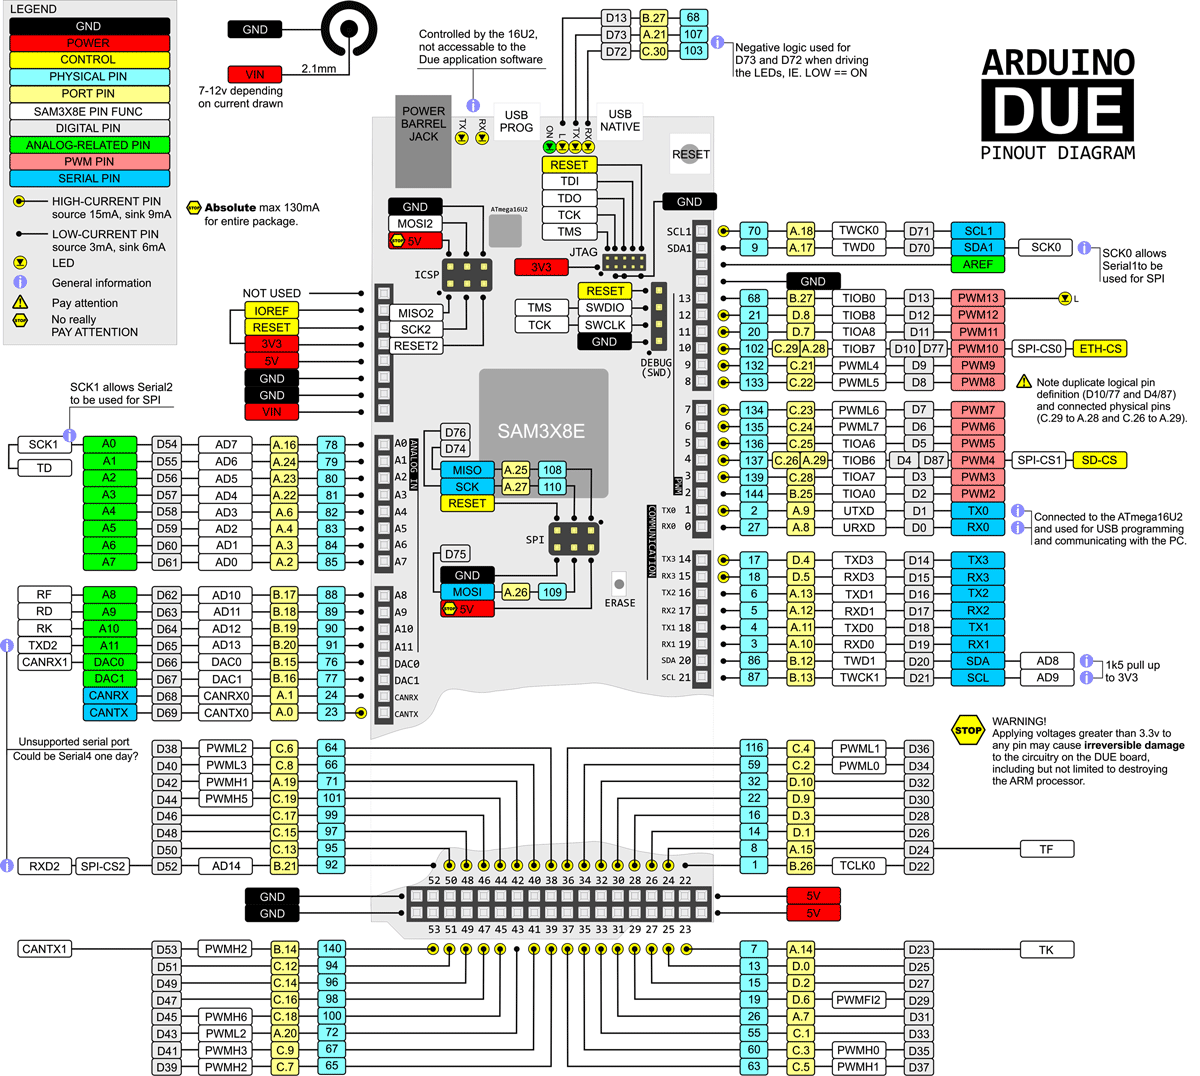 LEGEND
GND
POWER
CONTROL
PHYSICAL PIN
PORT PIN
SAM3X8E PIN FUNC
DIGITAL PIN
ANALOG-RELATED PIN
PWM PIN
SERIAL PIN
HIGH-CURRENT PIN
source 15mA, sink 9mA
LOW-CURRENT PIN
source 3mA, sink 6mA
LED
General information
Pay attention
STOP No really
PAY ATTENTION
GND
VIN
2.1mm
7-12v depending
on current drawn
STOP Absolute max 130mA
for entire package.
Controlled by the 16U2,
not accessable to the
Due application software
D13 B.27 68
D73 A.21 107
D72 C.30 103
Negative logic used for
D73 and D72 when driving
the LEDs, IE. LOW == ON
ARDUINO
DUE
PINOUT DIAGRAM
POWER
BARREL
JACK
TX
RX
USB
PROG
USB
NATIVE
ON
L
TX
RX
RESET
ATmega16U2
RESET
TDI
TDO
TCK
TMS
JTAG
3V3
GND
GND
MOSI2
STOP 5V
ICSP
MISO2
SCK2
RESET2
RESET
TMS SWDIO
TCK SWCLK
GND
DEBUG
(SWD)
NOT USED
IOREF
RESET
3V3
5V
GND
GND
VIN
SAM3X8E
D76
D74
MISO A.25 108
SCK A.27 110
RESET
SPI
D75
GND
MOSI A.26 109
STOP 5V
ERASE
ANALOG IN
PWM
COMMUNICATION
SCK1 allows Serial2
to be used for SPI
SCK1 A0 D54 AD7 A.16 78 A0
TD A1 D55 AD6 A.24 79 A1
A2 D56 AD5 A.23 80 A2
A3 D57 AD4 A.22 81 A3
A4 D58 AD3 A.6 82 A4
A5 D59 AD2 A.4 83 A5
A6 D60 AD1 A.3 84 A6
A7 D61 AD0 A.2 85 A7
RF A8 D62 AD10 B.17 88 A8
RD A9 D63 AD11 B.18 89 A9
RK A10 D64 AD12 B.19 90 A10
TXD2 A11 D65 AD13 B.20 91 A11
CANRX1 DAC0 D66 DAC0 B.15 76 DAC0
DAC1 D67 DAC1 B.16 77 DAC1
CANRX D68 CANRX0 A.1 24 CANRX
CANTX D69 CANTX0 A.0 23 CANTX
Unsupported serial port
Could be Serial4 one day?
SCL1 70 A.18 TWCK0 D71 SCL1
SDA1 9 A.17 TWD0 D70 SDA1 SCK0
AREF
GND
SCK0 allows
Serial1to be
used for SPI
13 68 B.27 TIOB0 D13 PWM13 L
12 21 D.8 TIOB8 D12 PWM12
11 20 D.7 TIOA8 D11 PWM11
10 102 C.29 A.28 TIOB7 D10 D77 PWM10 SPI-CS0 ETH-CS
9 132 C.21 PWML4 D9 PWM9
8 133 C.22 PWML5 D8 PWM8
Note duplicate logical pin
definition (D10/77 and D4/87)
and connected physical pins
(C.29 to A.28 and C.26 to A.29).
7 134 C.23 PWML6 D7 PWM7
6 135 C.24 PWML7 D6 PWM6
5 136 C.25 TIOA6 D5 PWM5
4 137 C.26 A.29 TIOB6 D4 D87 PWM4 SPI-CS1 SD-CS
3 139 C.28 TIOA7 D3 PWM3
2 144 B.25 TIOA0 D2 PWM2
TX0 1 2 A.9 UTXD D1 TX0
RX0 0 27 A.8 URXD D0 RX0
Connected to the ATmega16U2
and used for USB programming
and communicating with the PC.
TX3 14 17 D.4 TXD3 D14 TX3
RX3 15 18 D.5 RXD3 D15 RX3
TX2 16 6 A.13 TXD1 D16 TX2
RX2 17 5 A.12 RXD1 D17 RX2
TX1 18 4 A.11 TXD0 D18 TX1
RX1 19 3 A.10 RXD0 D19 RX1
SDA 20 86 B.12 TWD1 D20 SDA AD8
SCL 21 87 B.13 TWCK1 D21 SCL AD9
1k5 pull up
to 3V3
STOP WARNING!
Applying voltages greater than 3.3v to
any pin may cause irreversible damage
to the circuitry on the DUE board,
including but not limited to destroying
the ARM processor.
D38 PWML2 C.6 64
D40 PWML3 C.8 66
D42 PWMH1 A.19 71
D44 PWMH5 C.19 101
D46 C.17 99
D48 C.15 97
D50 C.13 95
RXD2 SPI-CS2 D52 AD14 B.21 92
116 C.4 PWML1 D36
59 C.2 PWML0 D34
32 D.10 D32
22 D.9 D30
16 D.3 D28
14 D.1 D26
8 A.15 D24 TF
1 B.26 TCLK0 D22
52 50 48 46 44 42 40 38 36 34 32 30 28 26 24 22
GND
GND
5V
5V
53 51 49 47 45 43 41 39 37 35 33 31 29 27 25 23
CANTX1 D53 PWMH2 B.14 140
D51 C.12 94
D49 C.14 96
D47 C.16 98
D45 PWMH6 C.18 100
D43 PWML2 A.20 72
D41 PWMH3 C.9 67
D39 PWMH2 C.7 65
7 A.14 D23 TK
13 D.0 D25
15 D.2 D27
19 D.6 PWMFI2 D29
26 A.7 D31
55 C.1 D33
60 C.3 PWMH0 D35
63 C.5 PWMH1 D37